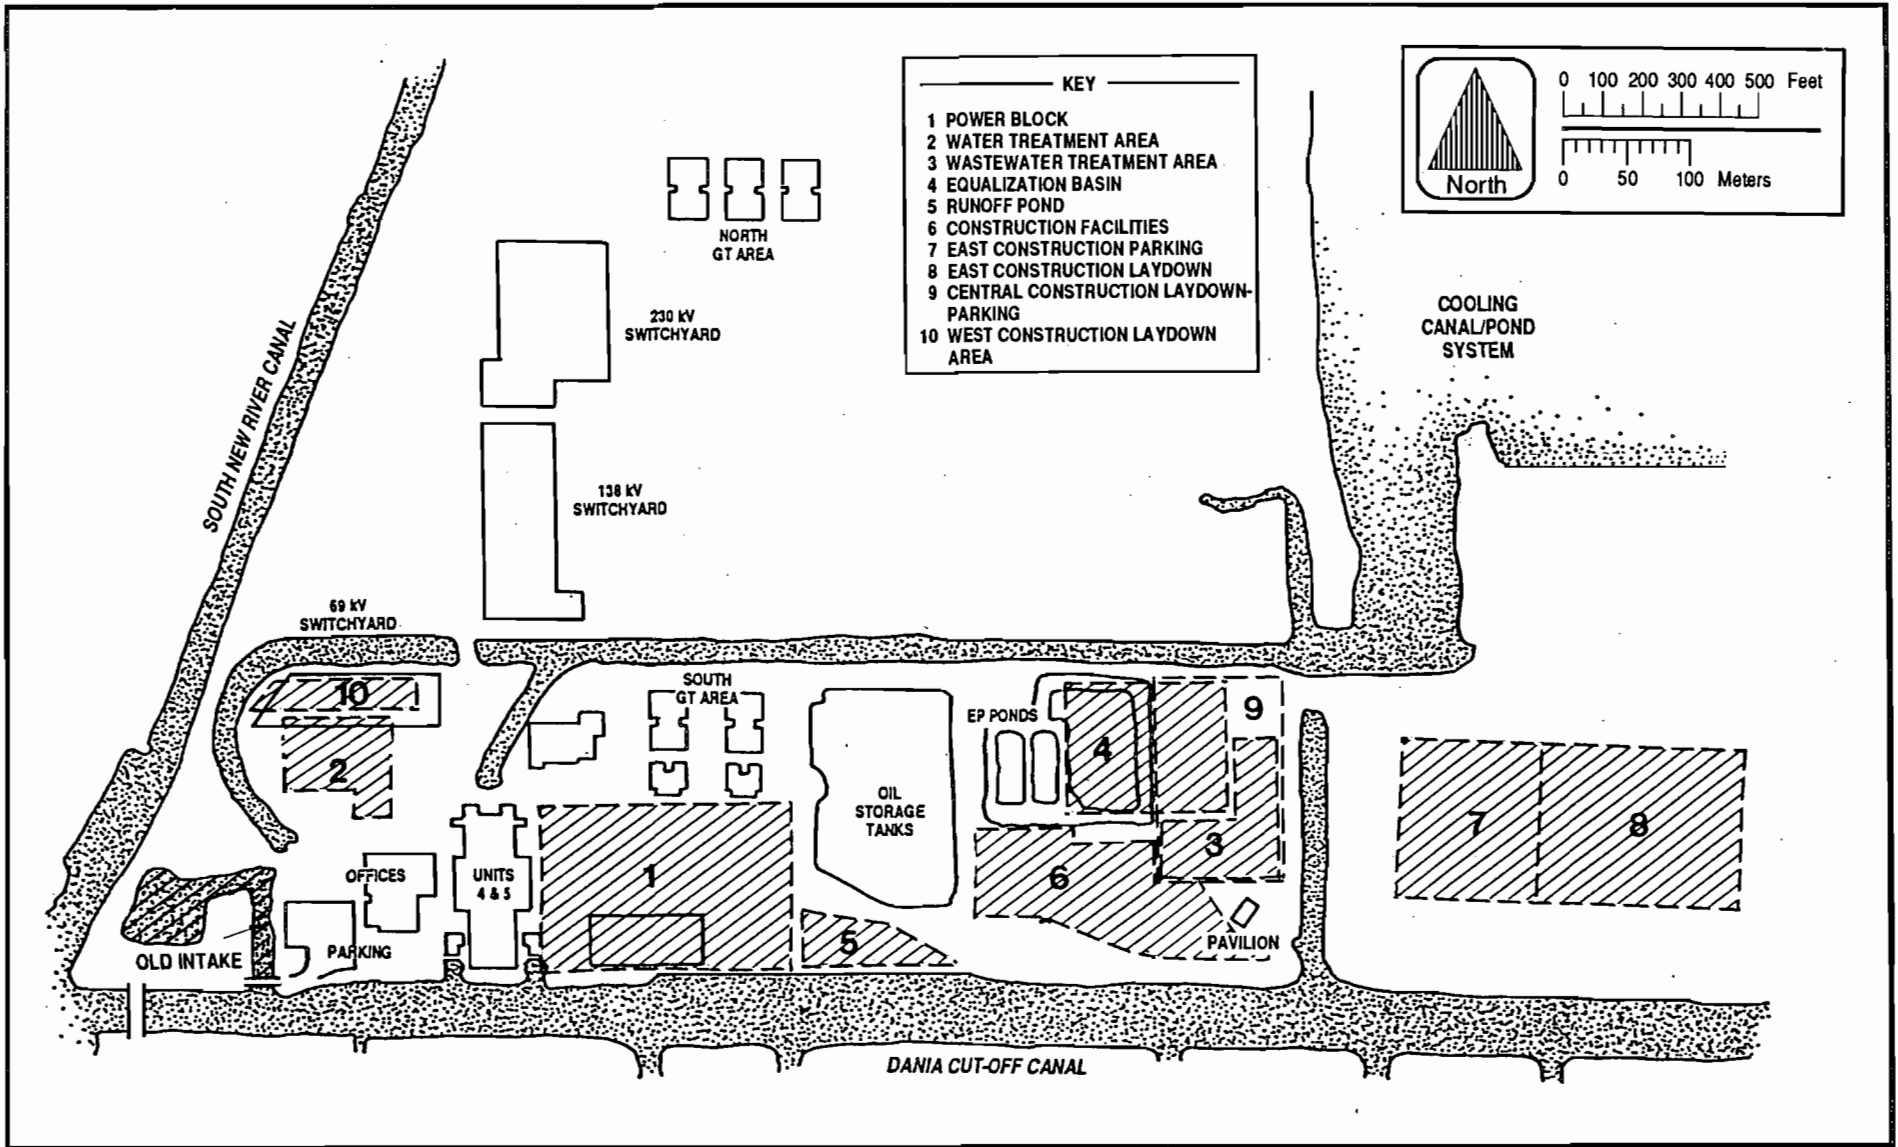 KEY
1 POWER BLOCK
2 WATER TREATMENT AREA
3 WASTEWATER TREATMENT AREA
4 EQUALIZATION BASIN
5 RUNOFF POND
6 CONSTRUCTION FACILITIES
7 EAST CONSTRUCTION PARKING
8 EAST CONSTRUCTION LAYDOWN
9 CENTRAL CONSTRUCTION LAYDOWN-
PARKING
10 WEST CONSTRUCTION LAYDOWN
AREA
0 100 200 300 400 500 Feet
0 50 100 Meters
North
NORTH
GT AREA
230 kV
SWITCHYARD
COOLING
CANAL/POND
SYSTEM
SOUTH NEW RIVER CANAL
138 kV
SWITCHYARD
69 kV
SWITCHYARD
10
SOUTH
GT AREA
EP PONDS
9
4
2
OIL
STORAGE
TANKS
7
8
3
OFFICES
UNITS
4 & 5
1
6
5
PAVILION
PARKING
OLD INTAKE
DANIA CUT-OFF CANAL